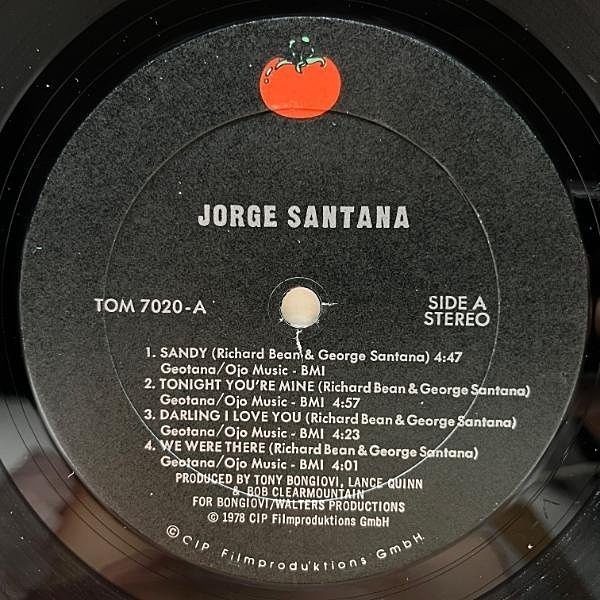 JORGE SANTANA
TOM 7020-A
SIDE A
STEREO
1. SANDY (Richard Bean & George Santana) 4:47
Geotana/Ojo Music - BMI
2. TONIGHT YOU'RE MINE (Richard Bean & George Santana)
Geotana/Ojo Music - BMI 4:57
3. DARLING I LOVE YOU (Richard Bean & George Santana)
Geotana/Ojo Music - BMI 4:23
4. WE WERE THERE (Richard Bean & George Santana)
Geotana/Ojo Music - BMI 4:01
PRODUCED BY TONY BONGIOVI, LANCE QUINN
& BOB CLEARMOUNTAIN
FOR BONGIOVI/WALTERS PRODUCTIONS
© 1978 CIP Filmproduktions GmbH
℗ © CIP Filmproduktions GmbH.